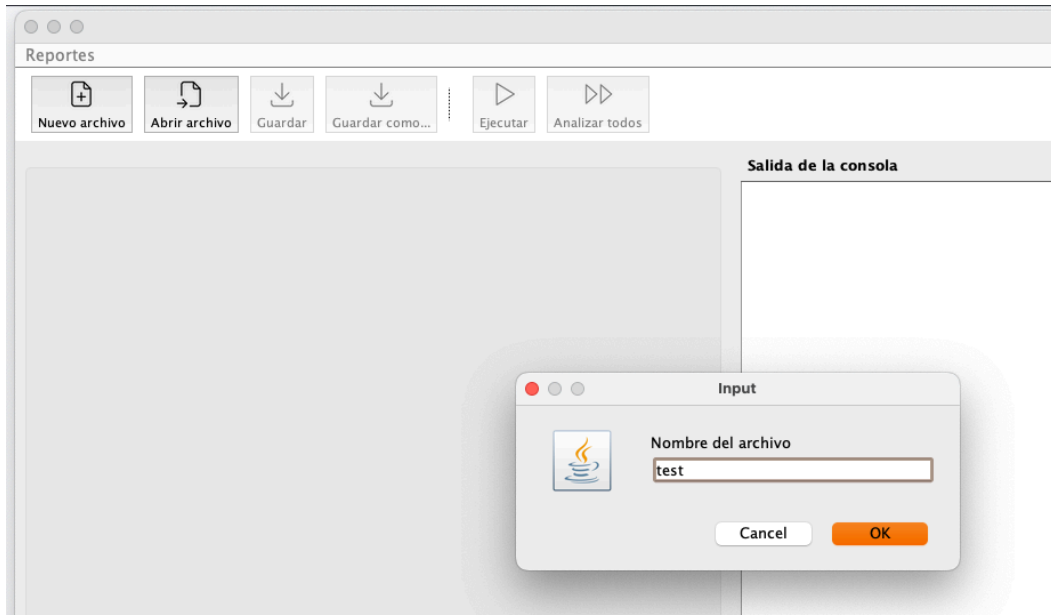 Reportes
Nuevo archivo
Abrir archivo
Guardar
Guardar como...
Ejecutar
Analizar todos
Salida de la consola
Input
Nombre del archivo
test
Cancel
OK